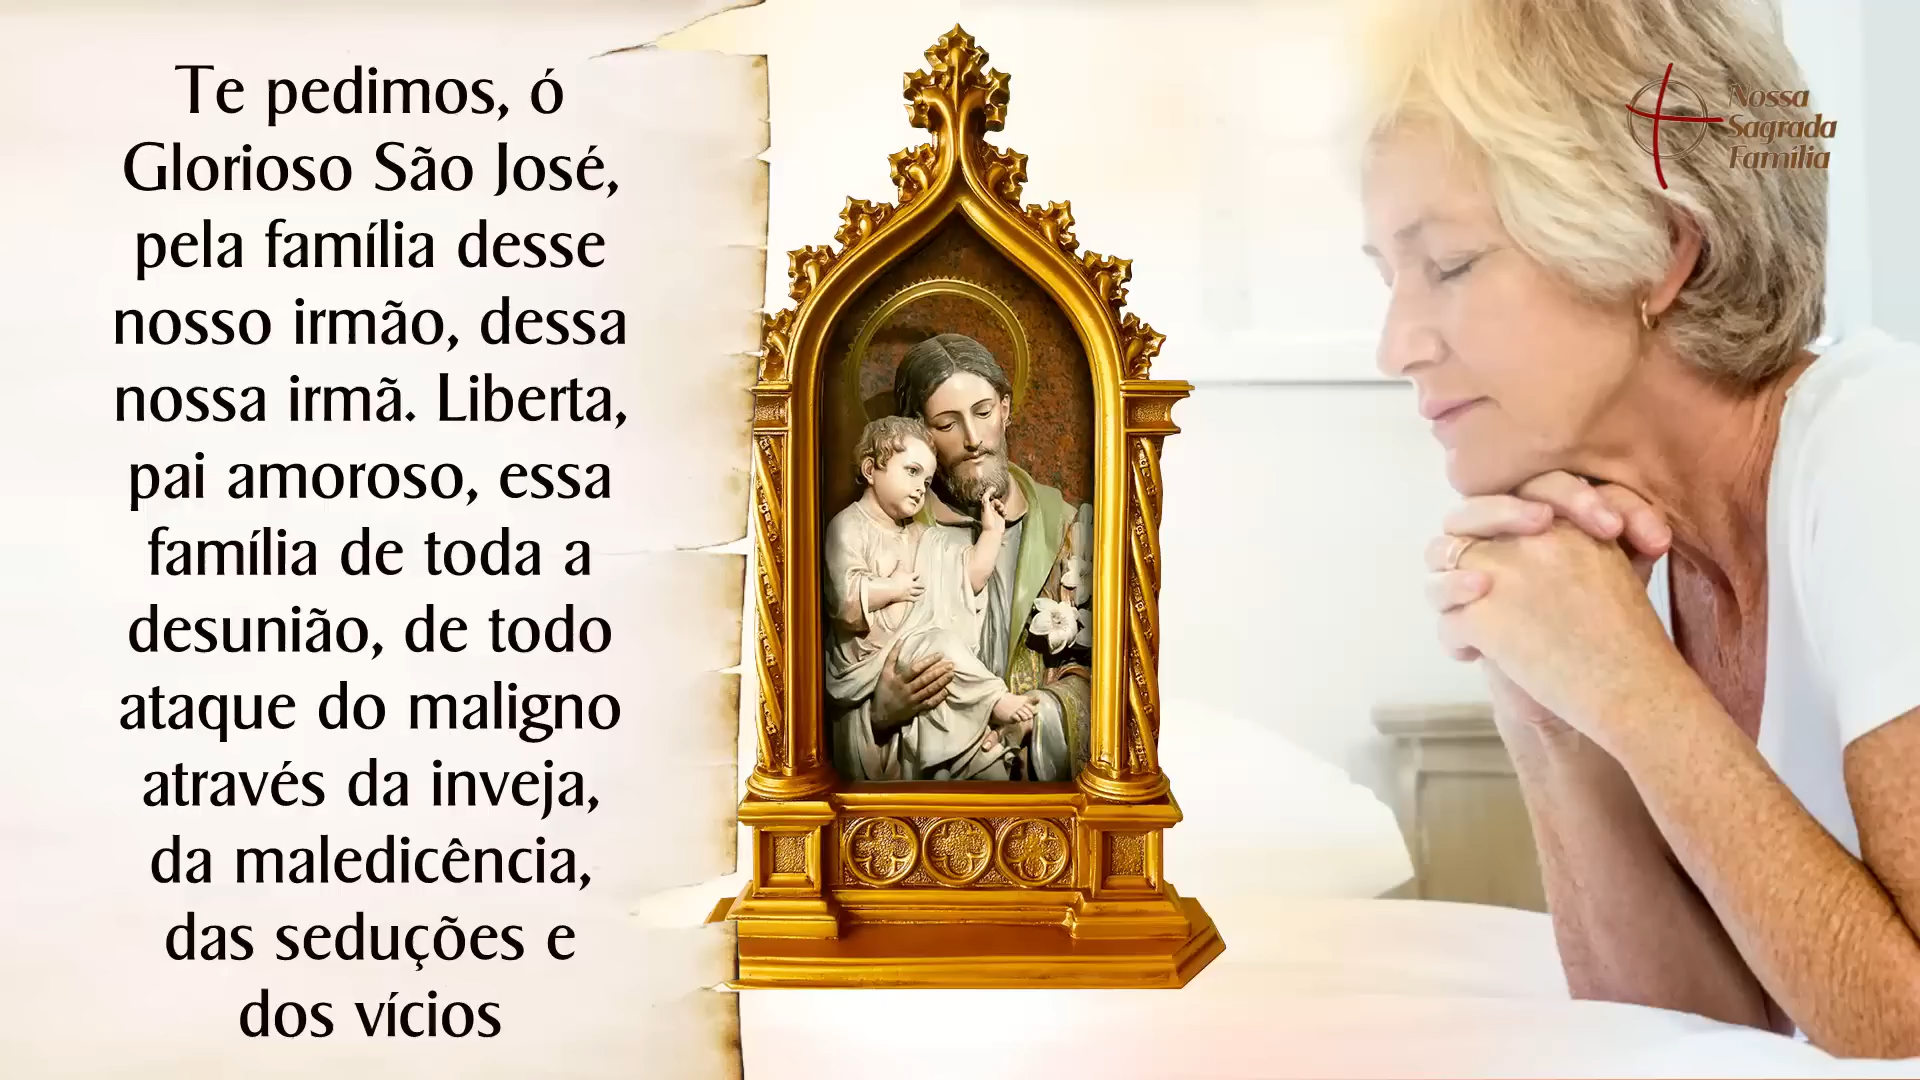 Te pedimos, ó
Glorioso São José,
pela família desse
nosso irmão, dessa
nossa irmã. Liberta,
pai amoroso, essa
família de toda a
desunião, de todo
ataque do maligno
através da inveja,
da maledicência,
das seduções e
dos vícios
Nossa
Sagrada
Família